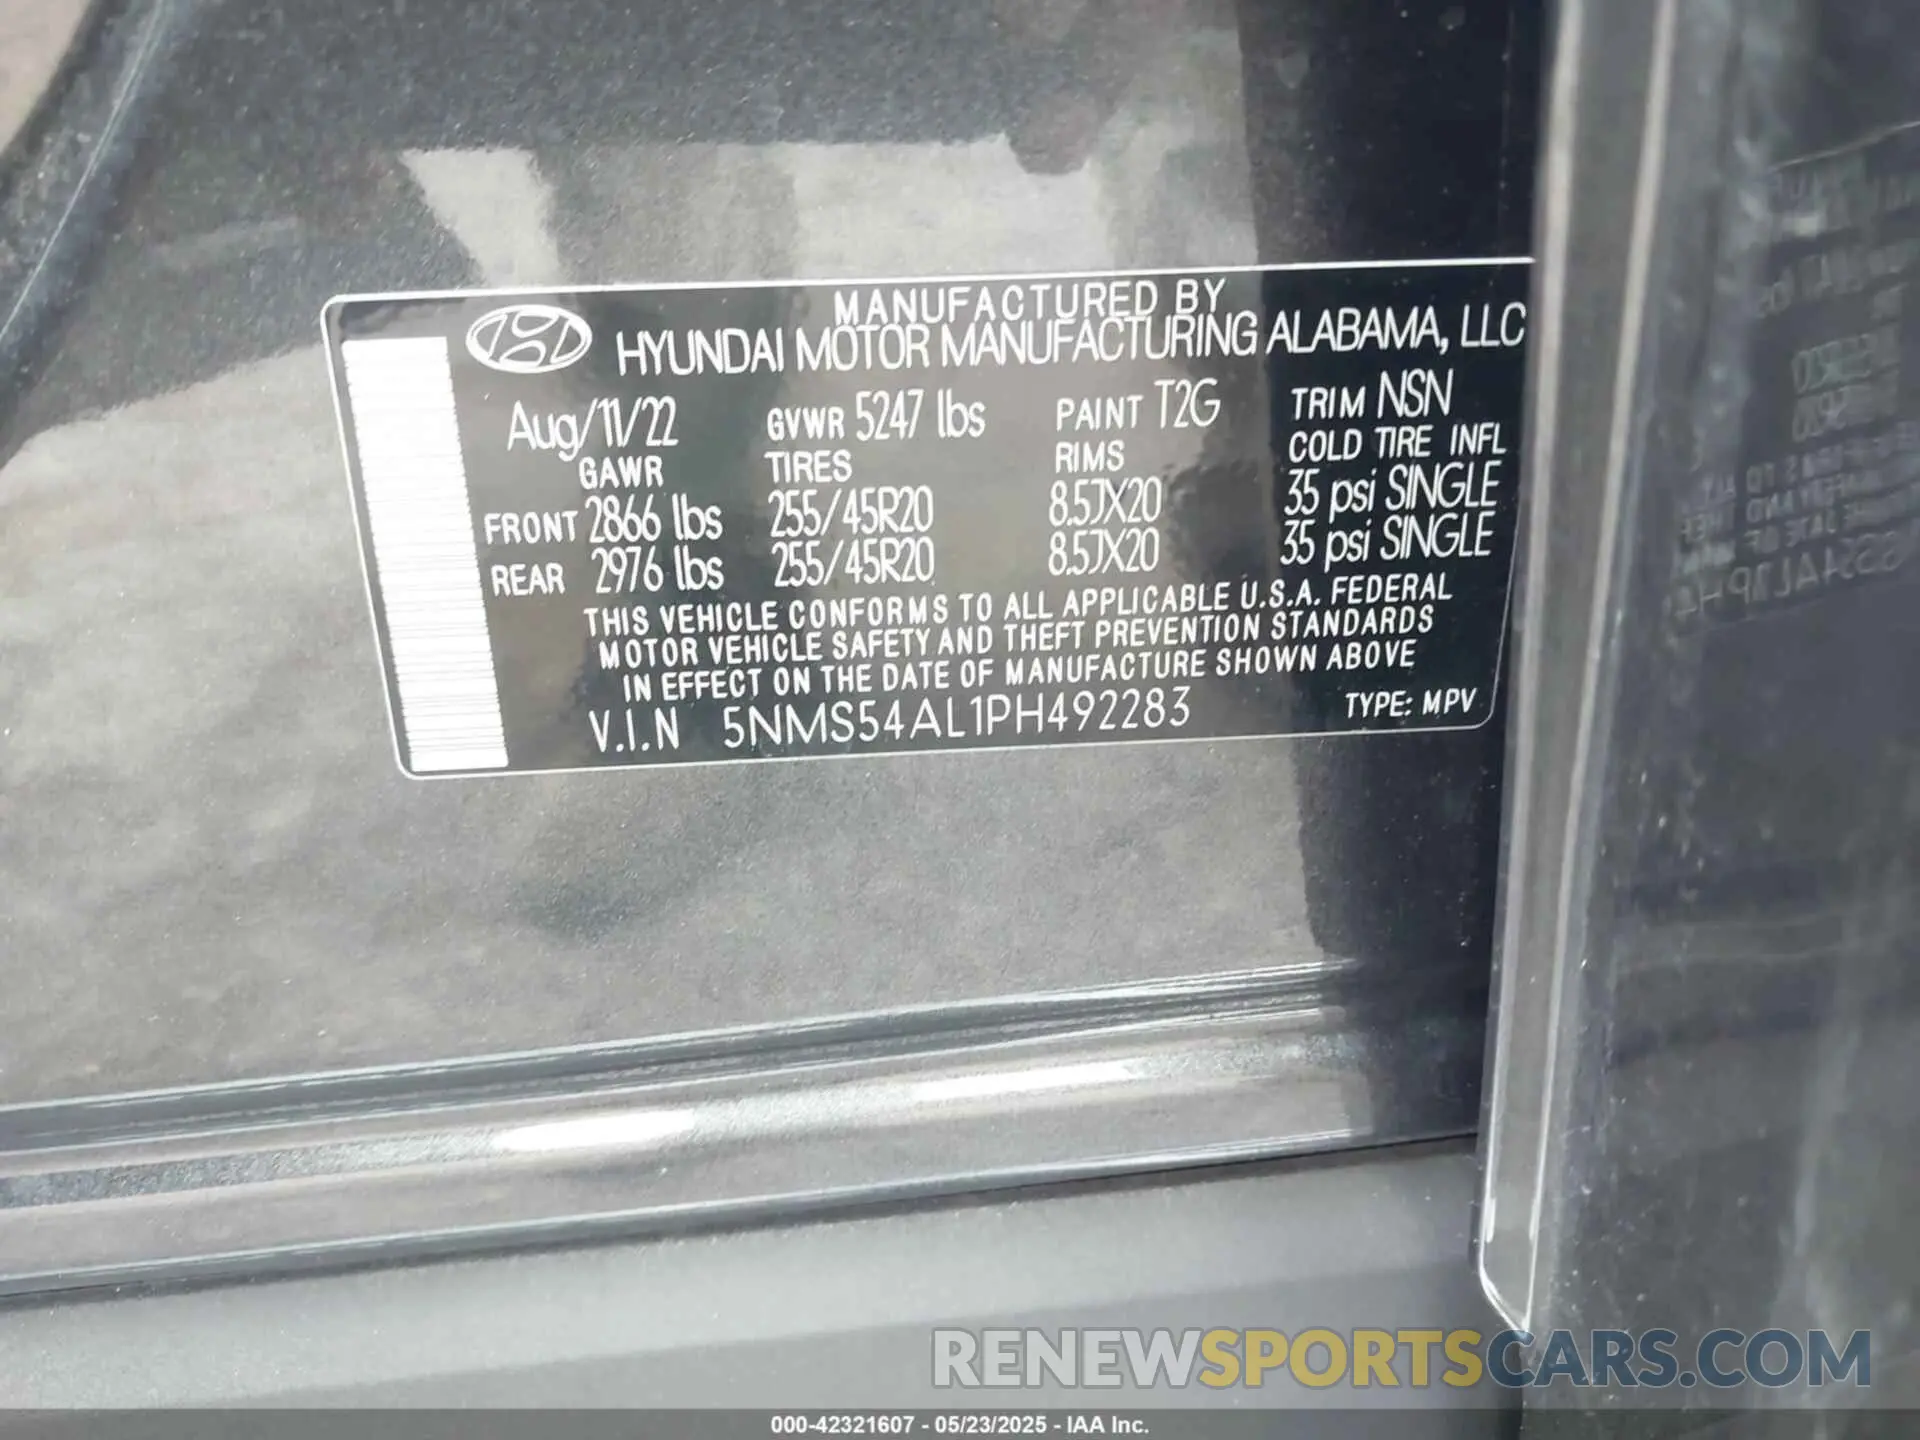 MANUFACTURED BY
HYUNDAI MOTOR MANUFACTURING ALABAMA, LLC
Aug/11/22 GVWR 5247 lbs PAINT T2G TRIM NSN
GAWR TIRES RIMS COLD TIRE INFL
FRONT 2866 lbs 255/45R20 8.5JX20 35 psi SINGLE
REAR 2976 lbs 255/45R20 8.5JX20 35 psi SINGLE
THIS VEHICLE CONFORMS TO ALL APPLICABLE U.S.A. FEDERAL
MOTOR VEHICLE SAFETY AND THEFT PREVENTION STANDARDS
IN EFFECT ON THE DATE OF MANUFACTURE SHOWN ABOVE
V.I.N 5NMS54AL1PH492283 TYPE: MPV
RENEWSPORTSCARS.COM
000-42321607 - 05/23/2025 - IAA Inc.